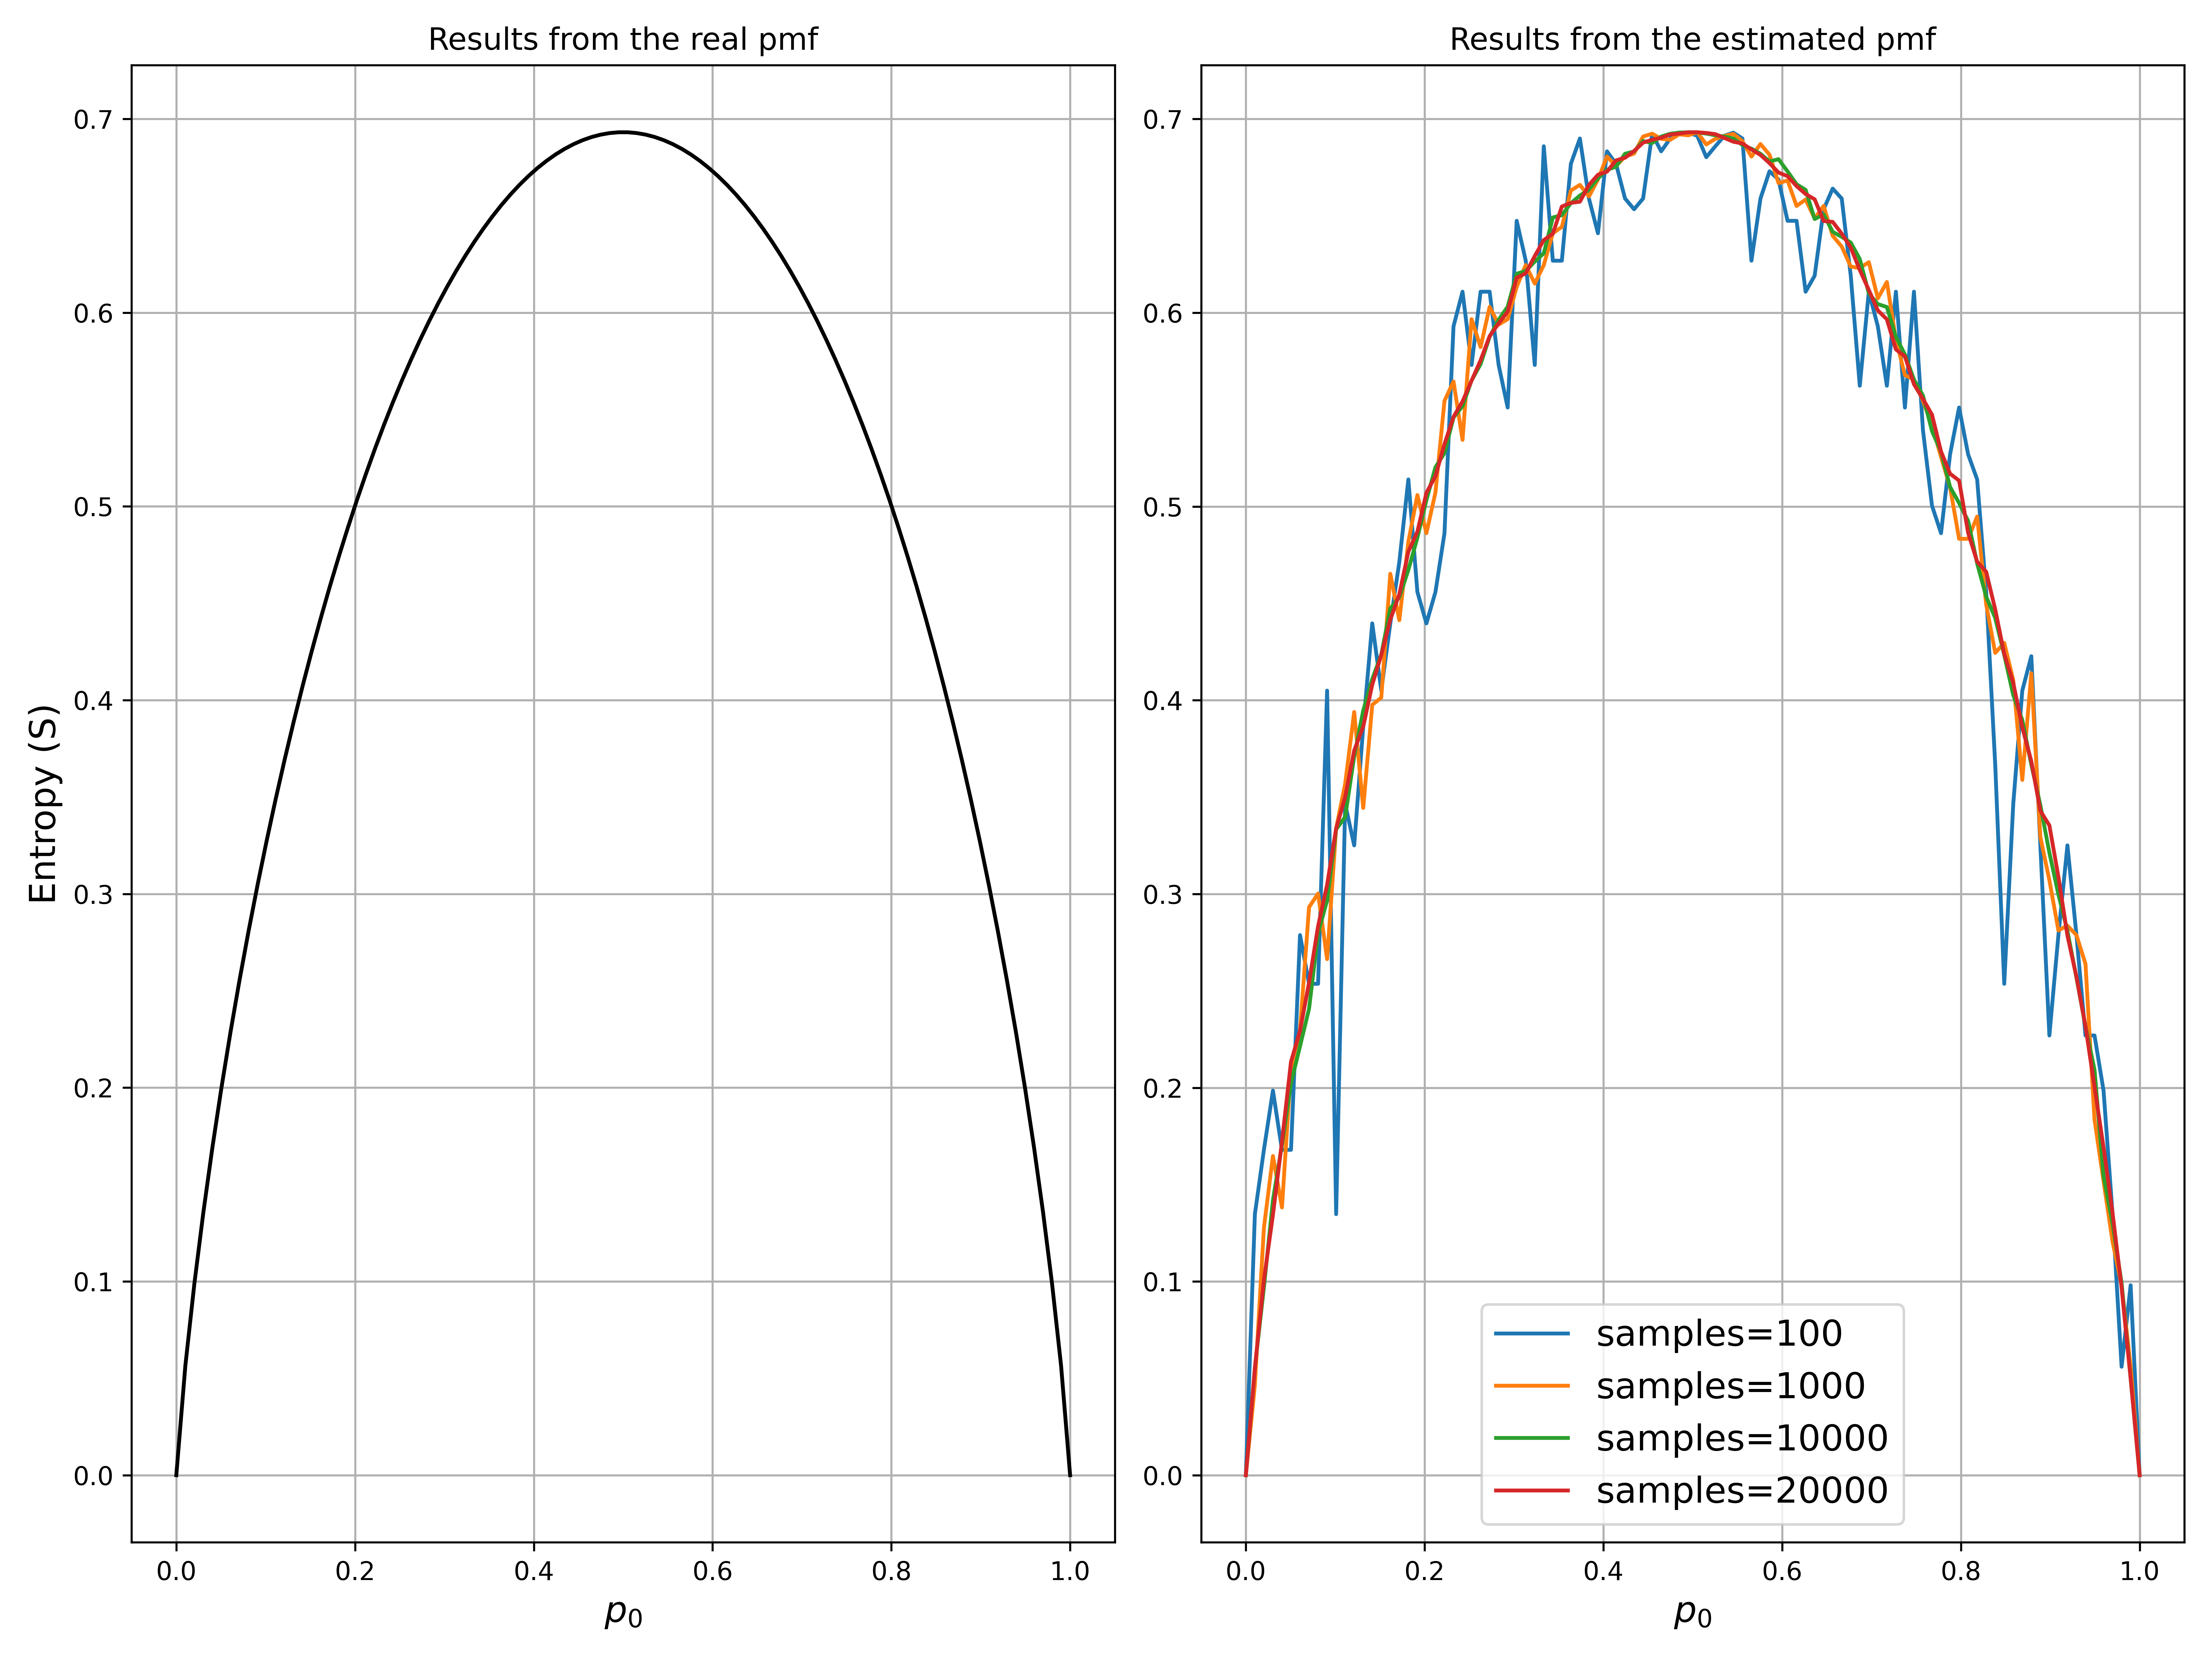 Results from the real pmf
Entropy (S)
0.7
0.6
0.5
0.4
0.3
0.2
0.1
0.0
0.0 0.2 0.4 0.6 0.8 1.0
p₀
Results from the estimated pmf
0.7
0.6
0.5
0.4
0.3
0.2
0.1
0.0
samples=100
samples=1000
samples=10000
samples=20000
0.0 0.2 0.4 0.6 0.8 1.0
p₀